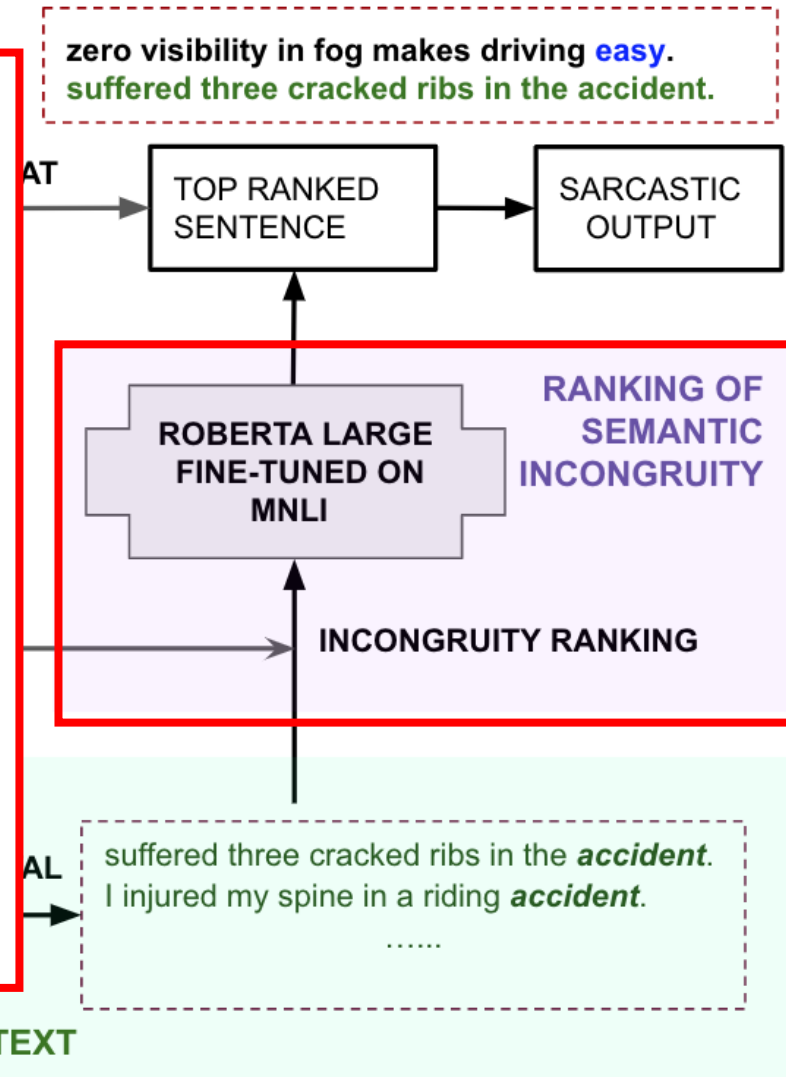 zero visibility in fog makes driving easy.
suffered three cracked ribs in the accident.
AT
TOP RANKED
SENTENCE
SARCASTIC
OUTPUT
RANKING OF
SEMANTIC
INCONGRUITY
ROBERTA LARGE
FINE-TUNED ON
MNLI
INCONGRUITY RANKING
AL
suffered three cracked ribs in the accident.
I injured my spine in a riding accident.
…...
TEXT